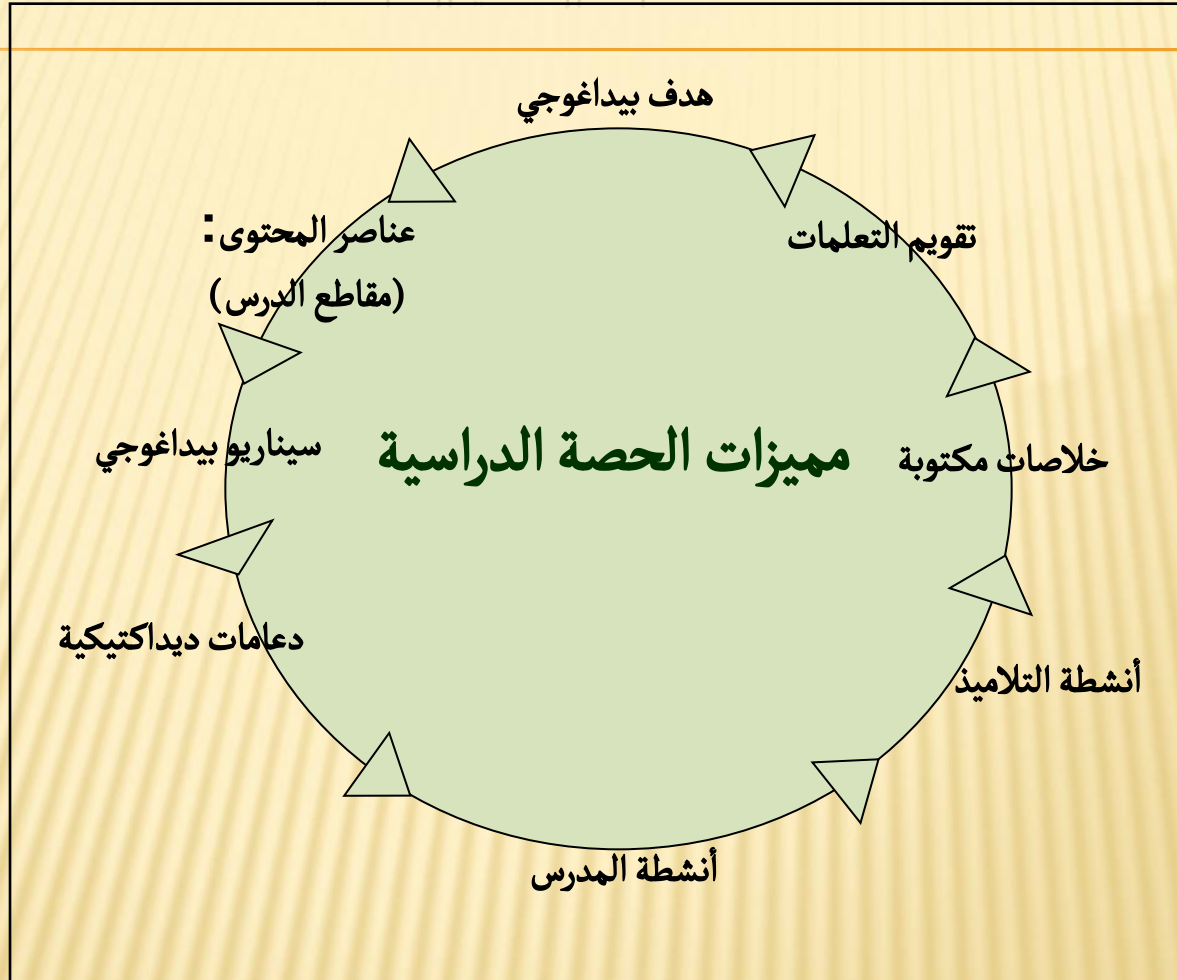 هدف بيداغوجي
تقويم التعلمات
عناصر المحتوى:
(مقاطع الدرس)
خلاصات مكتوبة
مميزات الحصة الدراسية
سيناريو بيداغوجي
دعامات ديداكتيكية
أنشطة التلاميذ
أنشطة المدرس